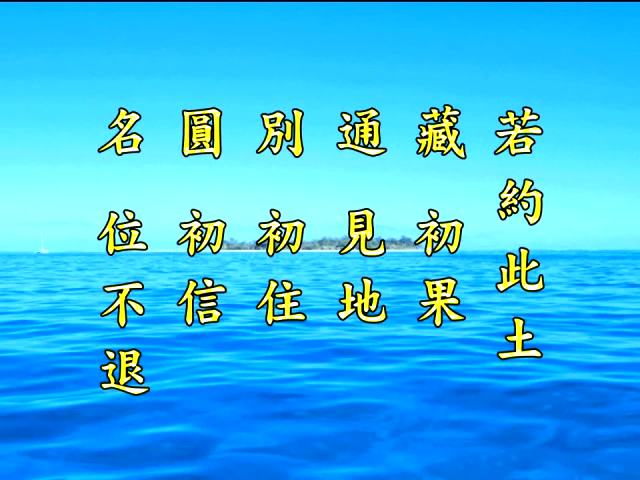 若約此土
藏 初果
通 見地
別 初住
圓 初信
名 位不退